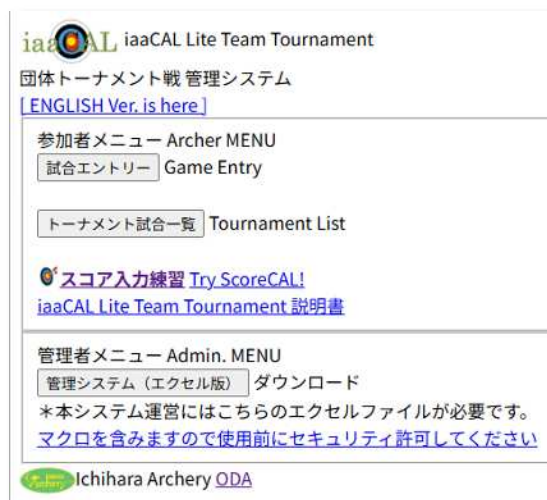 iaaCAL iaaCAL Lite Team Tournament
団体トーナメント戦 管理システム
[ ENGLISH Ver. is here ]
参加者メニュー Archer MENU
試合エントリー Game Entry
トーナメント試合一覧 Tournament List
スコア入力練習 Try ScoreCAL!
iaaCAL Lite Team Tournament 説明書
管理者メニュー Admin. MENU
管理システム（エクセル版） ダウンロード
＊本システム運営にはこちらのエクセルファイルが必要です。
マクロを含みますので使用前にセキュリティ許可してください
Archery Ichihara Archery ODA